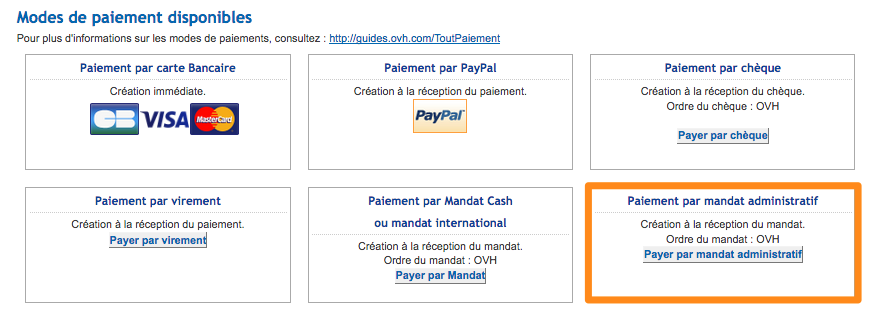 Modes de paiement disponibles
Pour plus d'informations sur les modes de paiements, consultez : http://guides.ovh.com/ToutPaiement
Paiement par carte Bancaire
Création immédiate.
CB VISA MasterCard
Paiement par PayPal
Création à la réception du paiement.
PayPal
Paiement par chèque
Création à la réception du chèque.
Ordre du chèque : OVH
Payer par chèque
Paiement par virement
Création à la réception du paiement.
Payer par virement
Paiement par Mandat Cash
ou mandat international
Création à la réception du mandat.
Ordre du mandat : OVH
Payer par Mandat
Paiement par mandat administratif
Création à la réception du mandat.
Ordre du mandat : OVH
Payer par mandat administratif